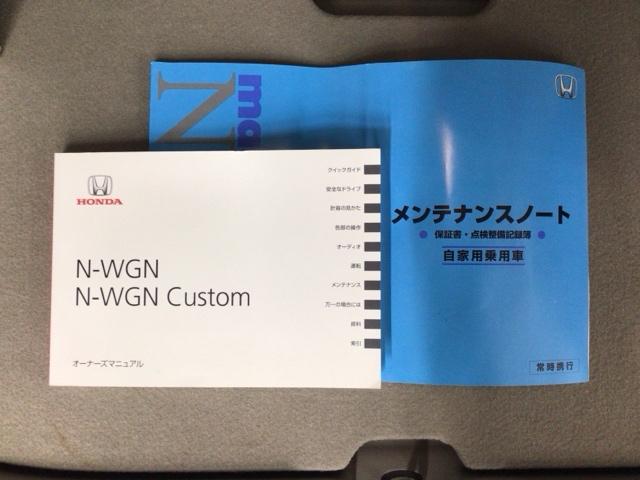 HONDA
N-WGN
N-WGN Custom
オーナーズマニュアル
クイックガイド
安全なドライブ
計器の見かた
各部の操作
オーディオ
運転
メンテナンス
万一の場合には
資料
索引
ma
N
メンテナンスノート
保証書・点検整備記録簿
自家用乗用車
常時携行